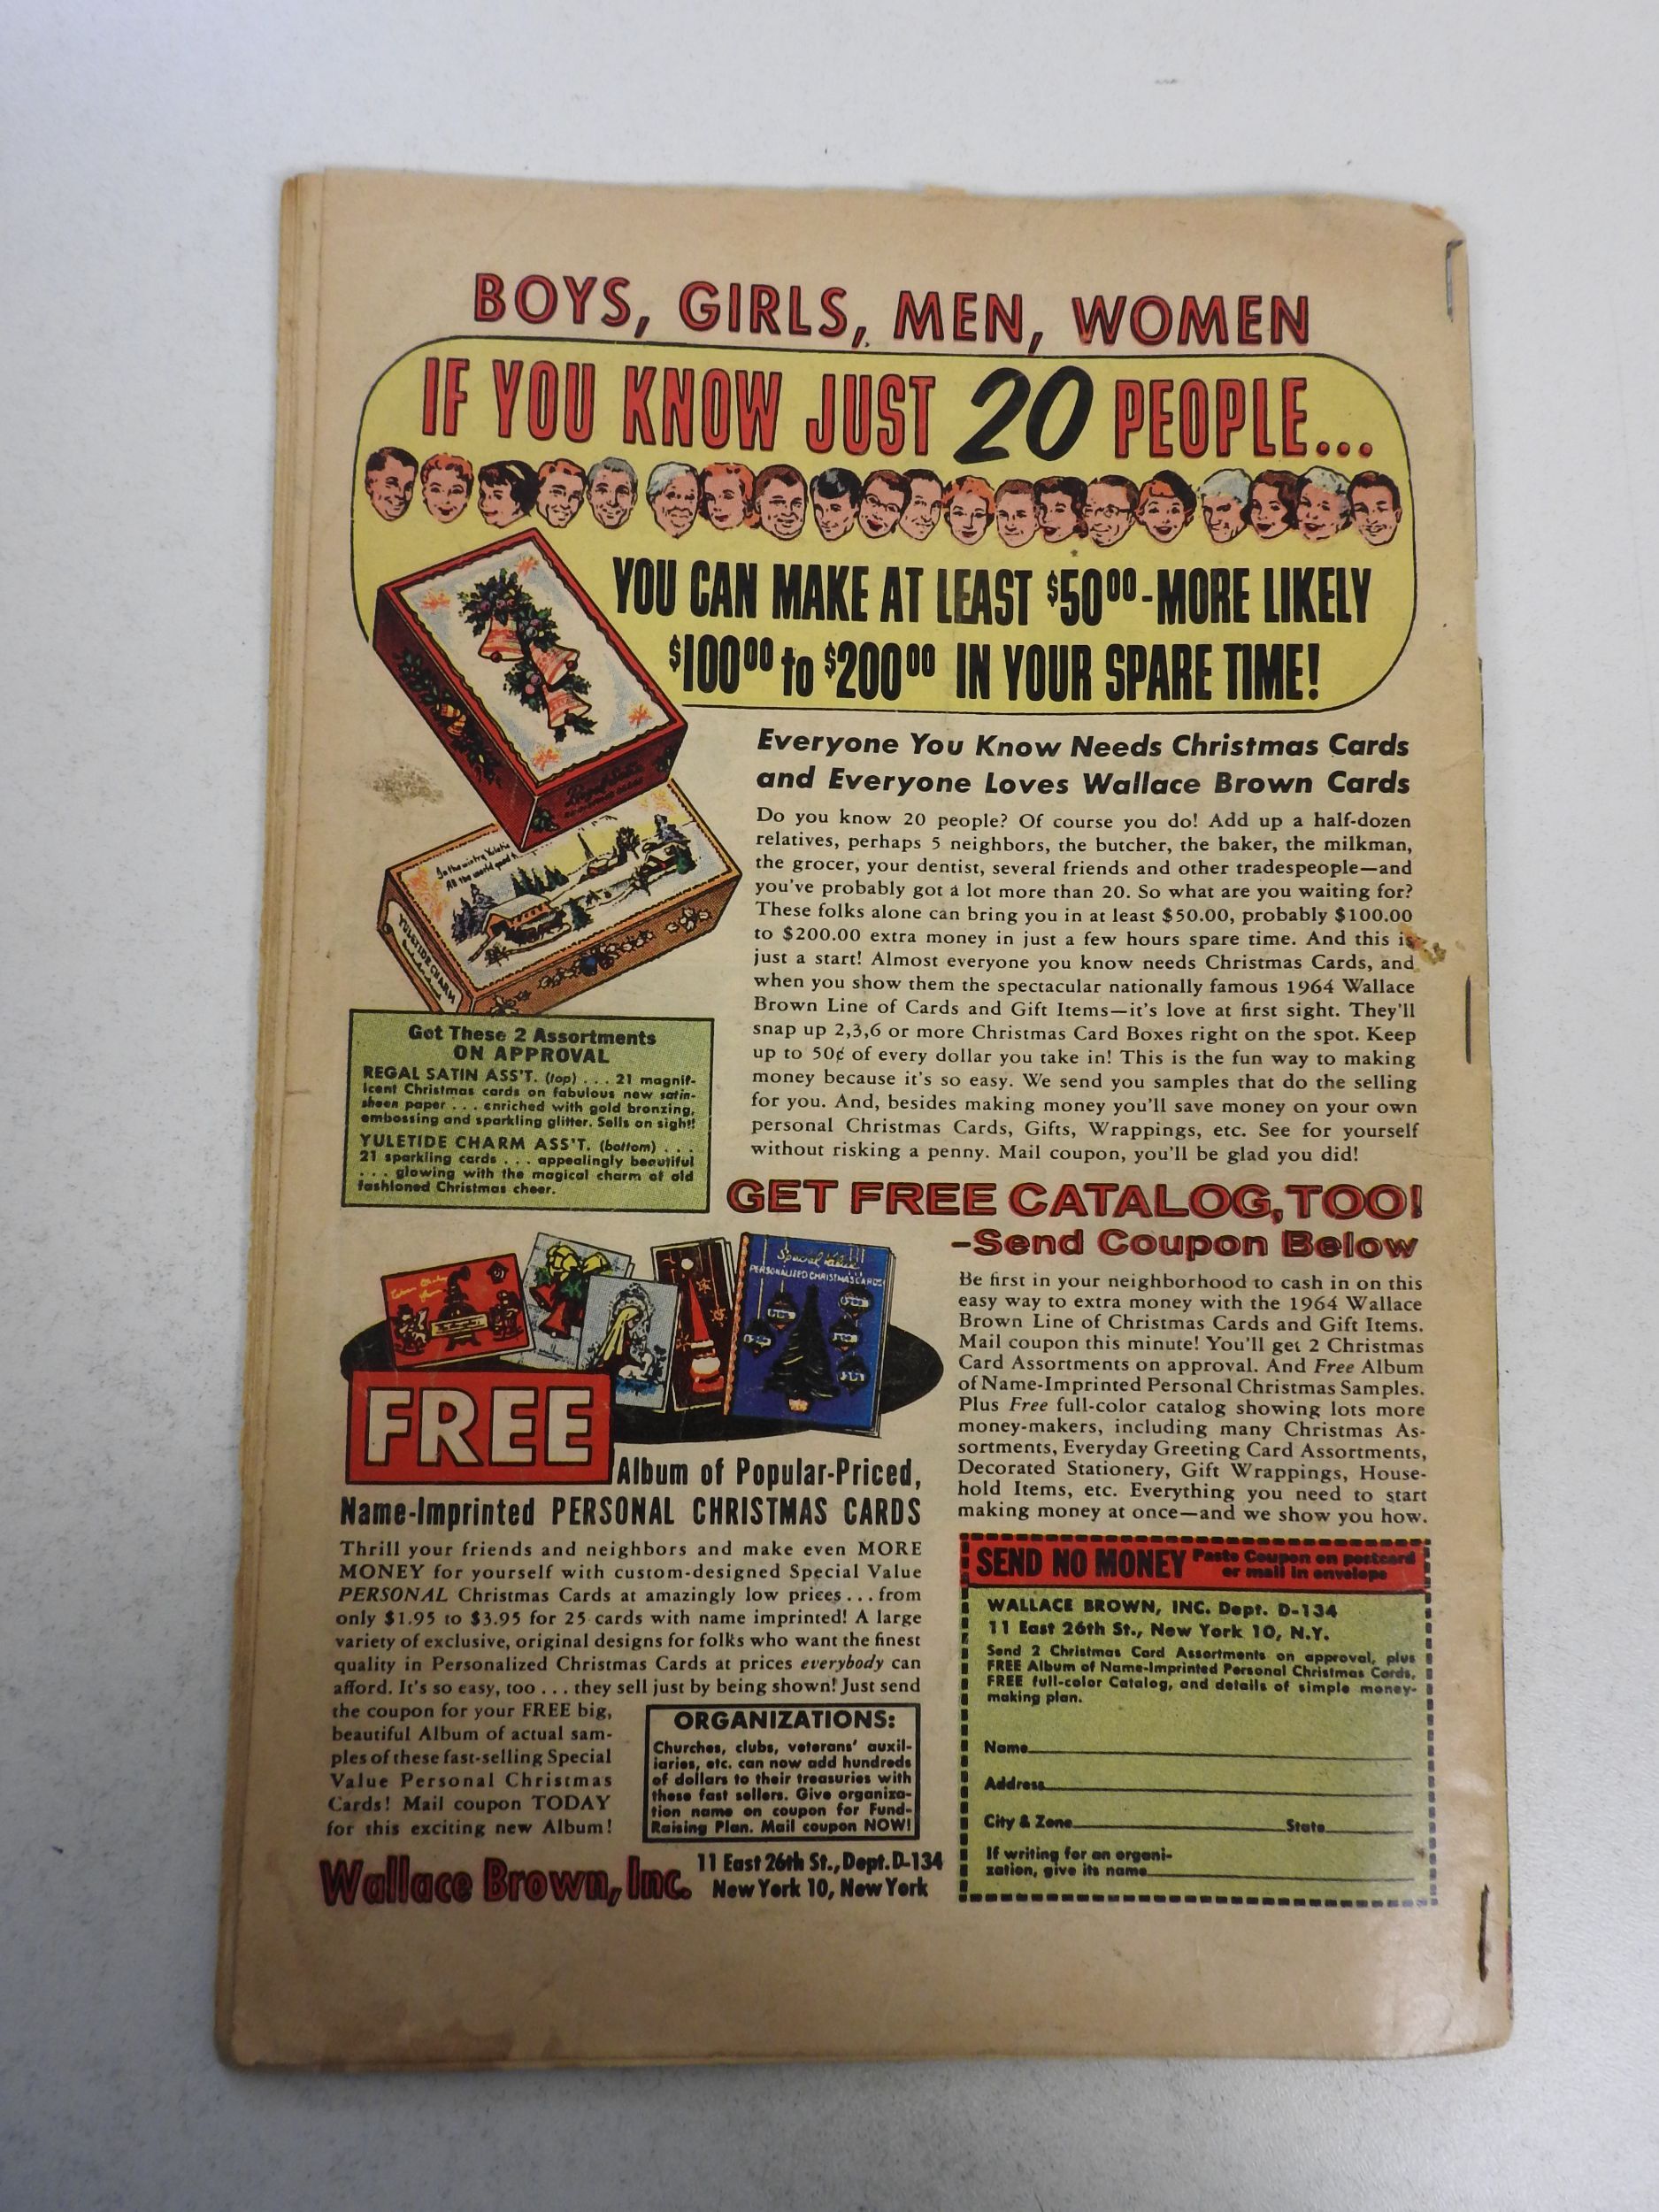 BOYS, GIRLS, MEN, WOMEN
IF YOU KNOW JUST 20 PEOPLE...
YOU CAN MAKE AT LEAST $50⁰⁰-MORE LIKELY
$100⁰⁰ to $200⁰⁰ IN YOUR SPARE TIME!
Everyone You Know Needs Christmas Cards
and Everyone Loves Wallace Brown Cards
Do you know 20 people? Of course you do! Add up a half-dozen
relatives, perhaps 5 neighbors, the butcher, the baker, the milkman,
the grocer, your dentist, several friends and other tradespeople—and
you've probably got a lot more than 20. So what are you waiting for?
These folks alone can bring you in at least $50.00, probably $100.00
to $200.00 extra money in just a few hours spare time. And this is
just a start! Almost everyone you know needs Christmas Cards, and
when you show them the spectacular nationally famous 1964 Wallace
Brown Line of Cards and Gift Items—it's love at first sight. They'll
snap up 2,3,6 or more Christmas Card Boxes right on the spot. Keep
up to 50¢ of every dollar you take in! This is the fun way to making
money because it's so easy. We send you samples that do the selling
for you. And, besides making money you'll save money on your own
personal Christmas Cards, Gifts, Wrappings, etc. See for yourself
without risking a penny. Mail coupon, you'll be glad you did!
Regal Satin
In the wintry Yuletide
All the world good
YULETIDE CHARM
Get These 2 Assortments
ON APPROVAL
REGAL SATIN ASS'T. (top) . . . 21 magnif-
icent Christmas cards on fabulous new satin-
sheen paper . . . enriched with gold bronzing,
embossing and sparkling glitter. Sells on sight!
YULETIDE CHARM ASS'T. (bottom) . . .
21 sparkling cards . . . appealingly beautiful
. . . glowing with the magical charm of old
fashioned Christmas cheer.
GET FREE CATALOG, TOO!
-Send Coupon Below
Be first in your neighborhood to cash in on this
easy way to extra money with the 1964 Wallace
Brown Line of Christmas Cards and Gift Items.
Mail coupon this minute! You'll get 2 Christmas
Card Assortments on approval. And Free Album
of Name-Imprinted Personal Christmas Samples.
Plus Free full-color catalog showing lots more
money-makers, including many Christmas As-
sortments, Everyday Greeting Card Assortments,
Decorated Stationery, Gift Wrappings, House-
hold Items, etc. Everything you need to start
making money at once—and we show you how.
Special Value
PERSONALIZED CHRISTMAS CARDS
FREE
Album of Popular-Priced,
Name-Imprinted PERSONAL CHRISTMAS CARDS
Thrill your friends and neighbors and make even MORE
MONEY for yourself with custom-designed Special Value
PERSONAL Christmas Cards at amazingly low prices . . . from
only $1.95 to $3.95 for 25 cards with name imprinted! A large
variety of exclusive, original designs for folks who want the finest
quality in Personalized Christmas Cards at prices everybody can
afford. It's so easy, too . . . they sell just by being shown! Just send
the coupon for your FREE big,
beautiful Album of actual sam-
ples of these fast-selling Special
Value Personal Christmas
Cards! Mail coupon TODAY
for this exciting new Album!
ORGANIZATIONS:
Churches, clubs, veterans' auxil-
iaries, etc. can now add hundreds
of dollars to their treasuries with
these fast sellers. Give organiza-
tion name on coupon for Fund-
Raising Plan. Mail coupon NOW!
Wallace Brown, Inc.
11 East 26th St., Dept. D-134
New York 10, New York
SEND NO MONEY Paste Coupon on postcard
or mail in envelope
WALLACE BROWN, INC. Dept. D-134
11 East 26th St., New York 10, N.Y.
Send 2 Christmas Card Assortments on approval, plus
FREE Album of Name-Imprinted Personal Christmas Cards,
FREE full-color Catalog, and details of simple money-
making plan.
Name
Address
City & Zone State
If writing for an organi-
zation, give its name